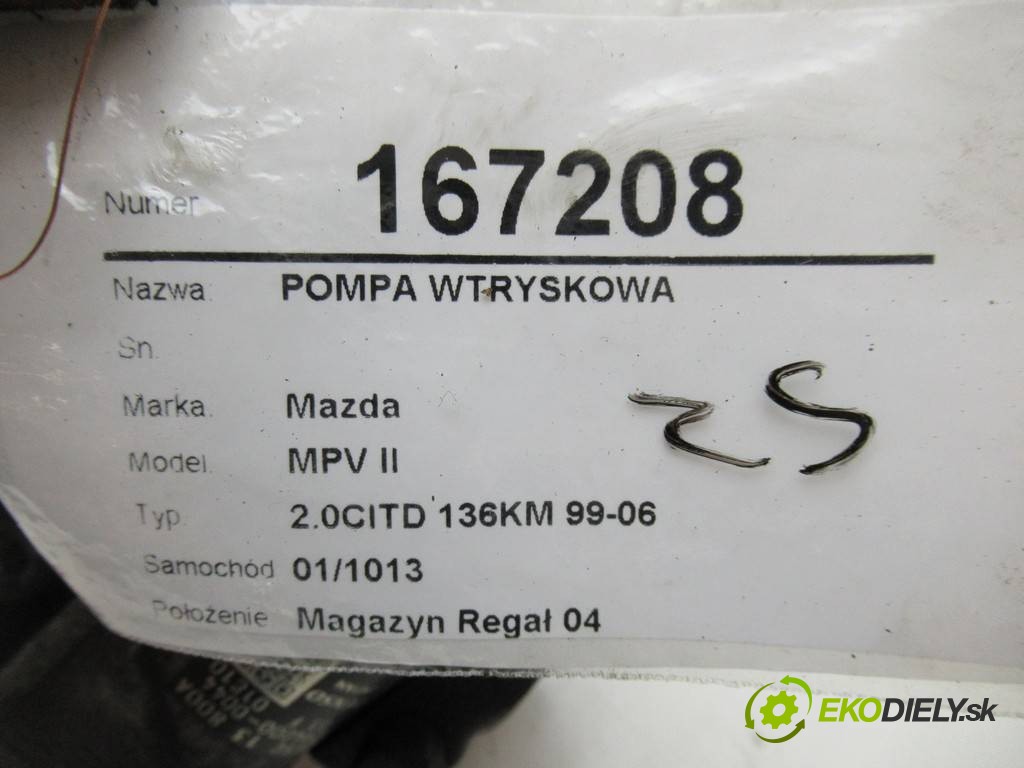 Numer 167208
Nazwa. POMPA WTRYSKOWA
Sn.
Marka. Mazda
Model. MPV II
Typ. 2.0CITD 136KM 99-06
Samochód 01/1013
Położenie Magazyn Regał 04
ZS
EKODIELY.sk